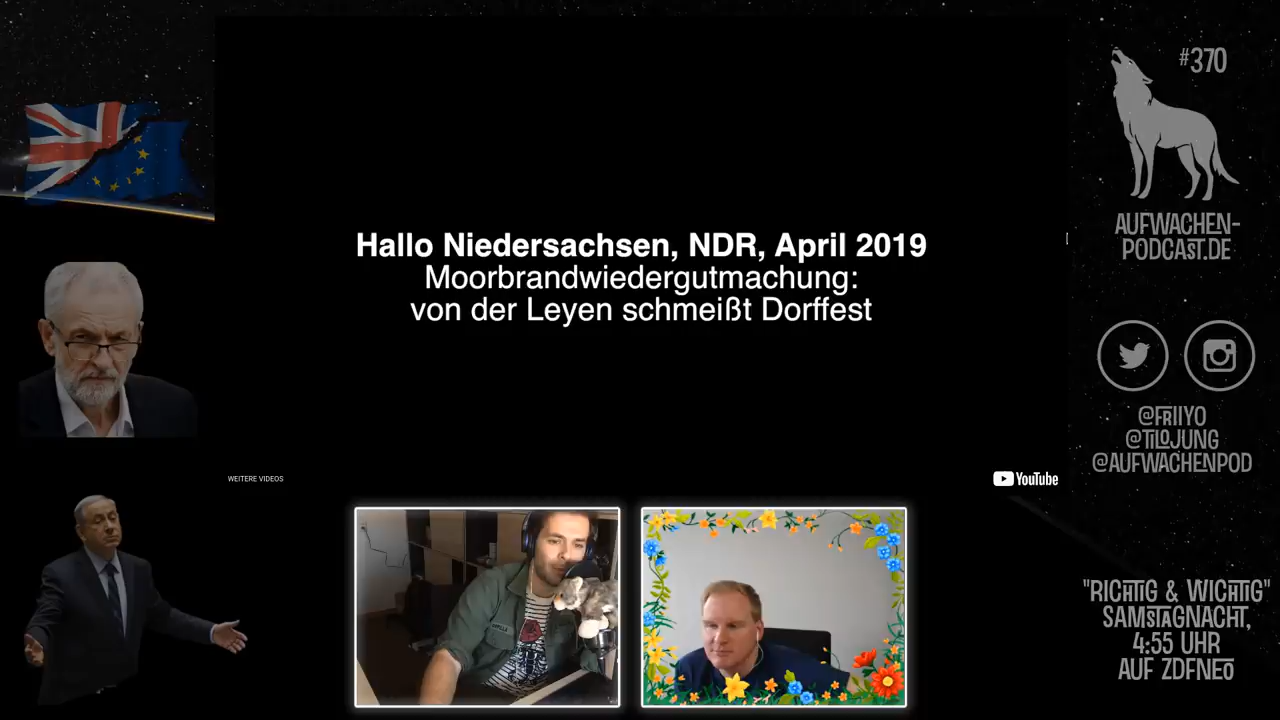 Hallo Niedersachsen, NDR, April 2019
Moorbrandwiedergutmachung:
von der Leyen schmeißt Dorffest
WEITERE VIDEOS
YouTube
#370
AUFWACHEN-
PODCAST.DE
@FRIIYO
@TILOJUNG
@AUFWACHENPOD
"RICHTIG & WICHTIG"
SAMSTAGNACHT,
4:55 UHR
AUF ZDFNEO